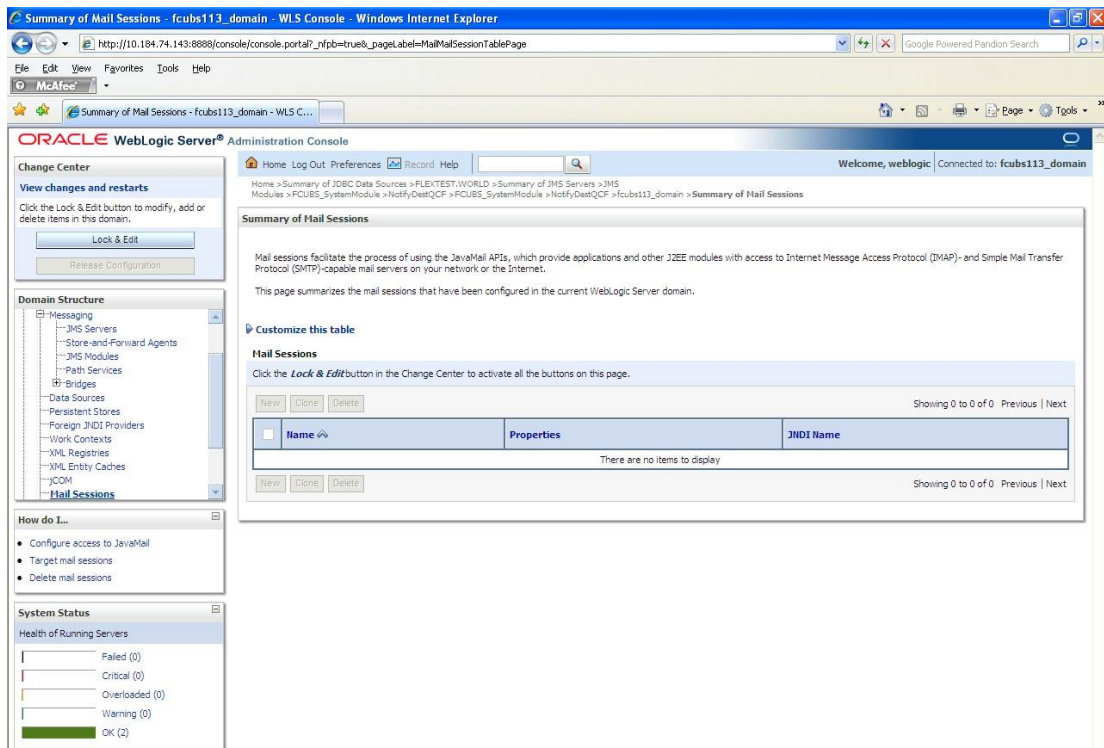 Summary of Mail Sessions - fcubs113_domain - WLS Console - Windows Internet Explorer
http://10.184.74.143:8888/console/console.portal?_nfpb=true&_pageLabel=MailMailSessionTablePage
Google Powered Pandion Search
File Edit View Favorites Tools Help
McAfee
Summary of Mail Sessions - fcubs113_domain - WLS C...
Page Tools
ORACLE WebLogic Server® Administration Console
Change Center
View changes and restarts
Click the Lock & Edit button to modify, add or
delete items in this domain.
Lock & Edit
Release Configuration
Domain Structure
Messaging
JMS Servers
Store-and-Forward Agents
JMS Modules
Path Services
Bridges
Data Sources
Persistent Stores
Foreign JNDI Providers
Work Contexts
XML Registries
XML Entity Caches
jCOM
Mail Sessions
How do I...
Configure access to JavaMail
Target mail sessions
Delete mail sessions
System Status
Health of Running Servers
Failed (0)
Critical (0)
Overloaded (0)
Warning (0)
OK (2)
Home Log Out Preferences Record Help
Welcome, weblogic Connected to: fcubs113_domain
Home >Summary of JDBC Data Sources >FLEXTEST.WORLD >Summary of JMS Servers >JMS
Modules >FCUBS_SystemModule >NotifyDestQCF >FCUBS_SystemModule >NotifyDestQCF >fcubs113_domain >Summary of Mail Sessions
Summary of Mail Sessions
Mail sessions facilitate the process of using the JavaMail APIs, which provide applications and other J2EE modules with access to Internet Message Access Protocol (IMAP)- and Simple Mail Transfer
Protocol (SMTP)-capable mail servers on your network or the Internet.
This page summarizes the mail sessions that have been configured in the current WebLogic Server domain.
Customize this table
Mail Sessions
Click the Lock & Edit button in the Change Center to activate all the buttons on this page.
New Clone Delete
Showing 0 to 0 of 0 Previous | Next
Name Properties JNDI Name
There are no items to display
New Clone Delete
Showing 0 to 0 of 0 Previous | Next